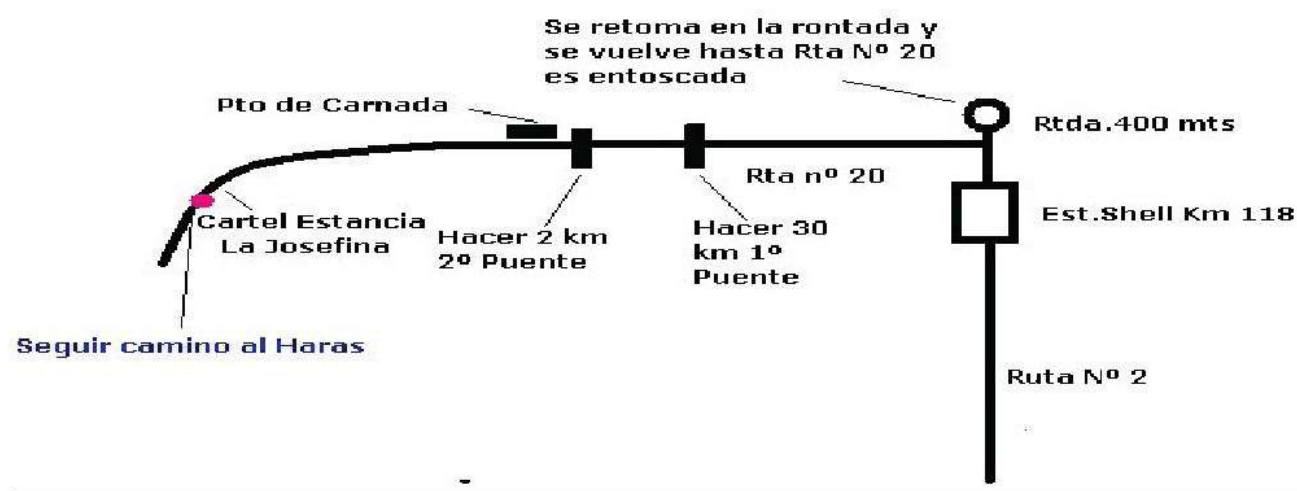 Se retoma en la rontada y
se vuelve hasta Rta Nº 20
es entoscada
Pto de Carnada
Rtda.400 mts
Rta nº 20
Cartel Estancia
La Josefina
Hacer 2 km
2º Puente
Hacer 30
km 1º
Puente
Est.Shell Km 118
Seguir camino al Haras
Ruta Nº 2